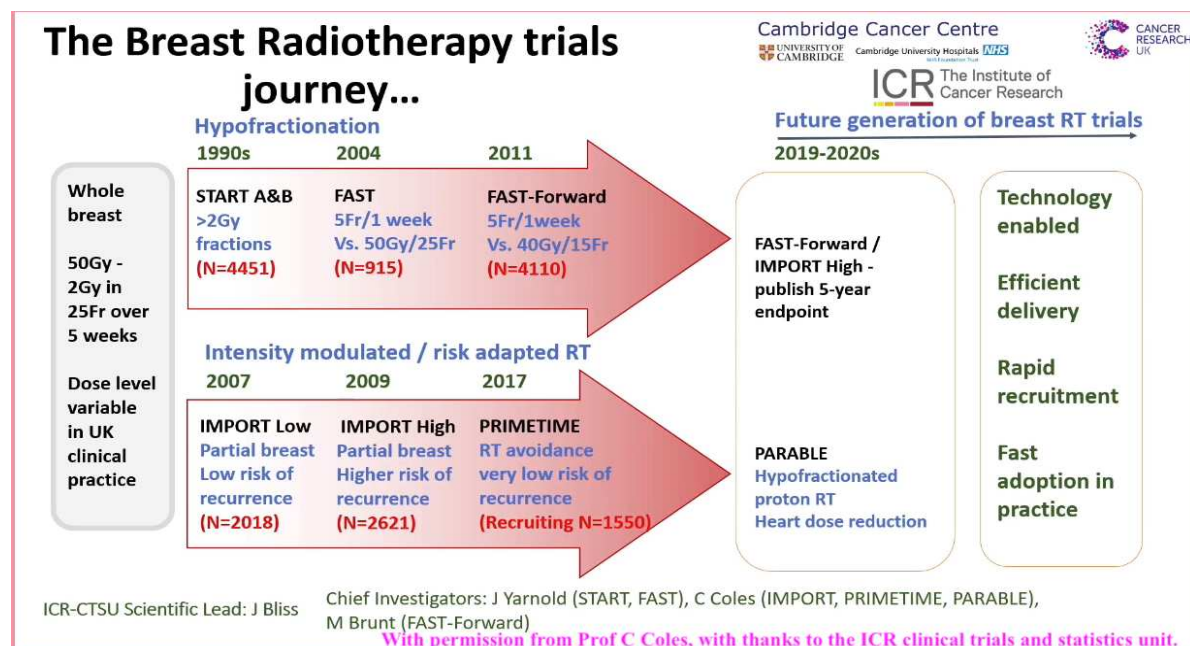 The Breast Radiotherapy trials
journey...
Cambridge Cancer Centre
UNIVERSITY OF
CAMBRIDGE
Cambridge University Hospitals NHS
NHS Foundation Trust
CANCER
RESEARCH
UK
ICR The Institute of
Cancer Research
Hypofractionation
1990s 2004 2011
START A&B
>2Gy
fractions
(N=4451)
FAST
5Fr/1 week
Vs. 50Gy/25Fr
(N=915)
FAST-Forward
5Fr/1week
Vs. 40Gy/15Fr
(N=4110)
Whole
breast
50Gy -
2Gy in
25Fr over
5 weeks
Dose level
variable
in UK
clinical
practice
Intensity modulated / risk adapted RT
2007 2009 2017
IMPORT Low
Partial breast
Low risk of
recurrence
(N=2018)
IMPORT High
Partial breast
Higher risk of
recurrence
(N=2621)
PRIMETIME
RT avoidance
very low risk of
recurrence
(Recruiting N=1550)
Future generation of breast RT trials
2019-2020s
FAST-Forward /
IMPORT High -
publish 5-year
endpoint
PARABLE
Hypofractionated
proton RT
Heart dose reduction
Technology
enabled
Efficient
delivery
Rapid
recruitment
Fast
adoption in
practice
ICR-CTSU Scientific Lead: J Bliss
Chief Investigators: J Yarnold (START, FAST), C Coles (IMPORT, PRIMETIME, PARABLE),
M Brunt (FAST-Forward)
With permission from Prof C Coles, with thanks to the ICR clinical trials and statistics unit.